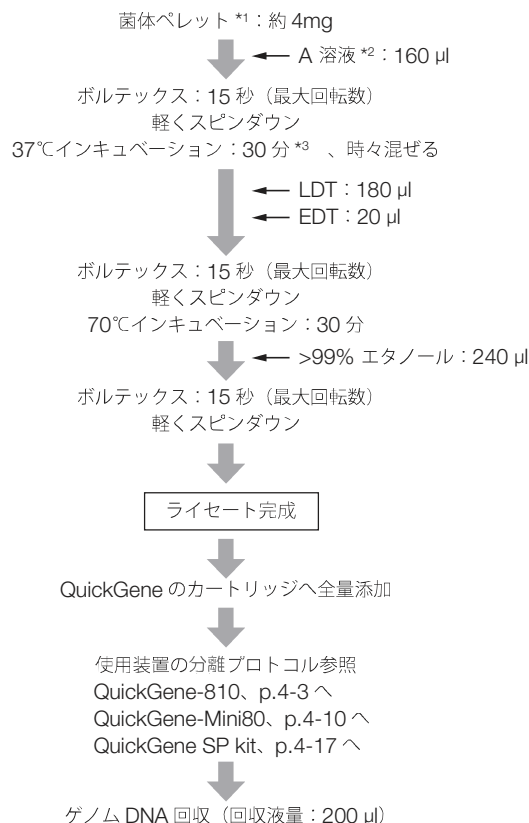 菌体ペレット *1：約 4mg
A 溶液 *2：160 μl
ボルテックス：15 秒（最大回転数）
軽くスピンダウン
37℃インキュベーション：30 分 *3 、時々混ぜる
LDT：180 μl
EDT：20 μl
ボルテックス：15 秒（最大回転数）
軽くスピンダウン
70℃インキュベーション：30 分
>99% エタノール：240 μl
ボルテックス：15 秒（最大回転数）
軽くスピンダウン
ライセート完成
QuickGene のカートリッジへ全量添加
使用装置の分離プロトコル参照
QuickGene-810、p.4-3 へ
QuickGene-Mini80、p.4-10 へ
QuickGene SP kit、p.4-17 へ
ゲノム DNA 回収（回収液量：200 μl）